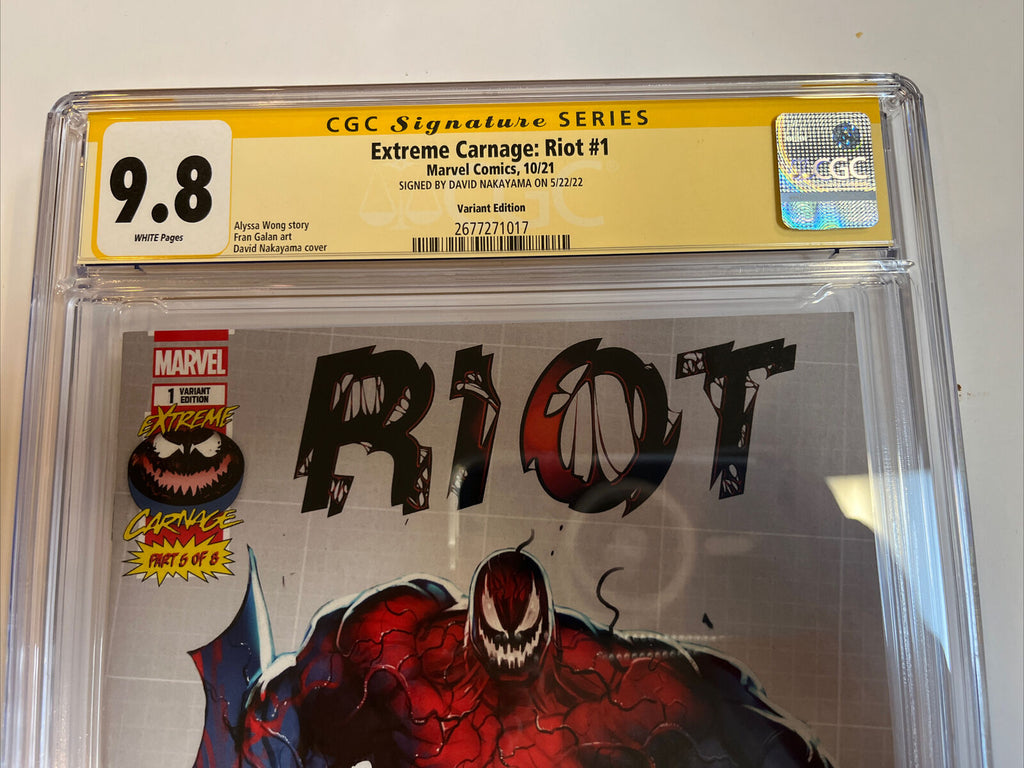 CGC Signature SERIES
Extreme Carnage: Riot #1
Marvel Comics, 10/21
SIGNED BY DAVID NAKAYAMA ON 5/22/22
Variant Edition
2677271017
9.8
WHITE Pages
Alyssa Wong story
Fran Galan art
David Nakayama cover
CGC
CGC
MARVEL
1 VARIANT EDITION
EXTREME
CARNAGE
PART 6 OF 8
RIOT